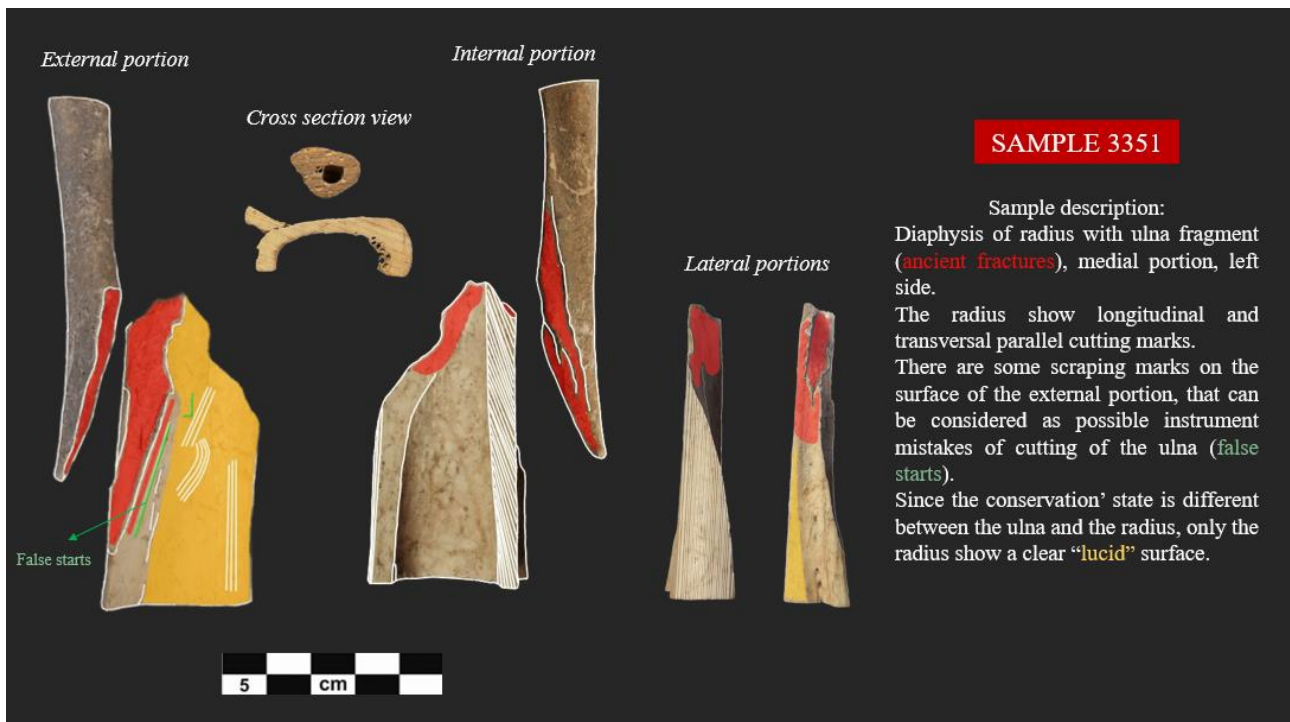 External portion
Internal portion
Cross section view
SAMPLE 3351
Sample description:
Diaphysis of radius with ulna fragment
(ancient fractures), medial portion, left
side.
The radius show longitudinal and
transversal parallel cutting marks.
There are some scraping marks on the
surface of the external portion, that can
be considered as possible instrument
mistakes of cutting of the ulna (false
starts).
Since the conservation’ state is different
between the ulna and the radius, only the
radius show a clear “lucid” surface.
Lateral portions
False starts
5 cm